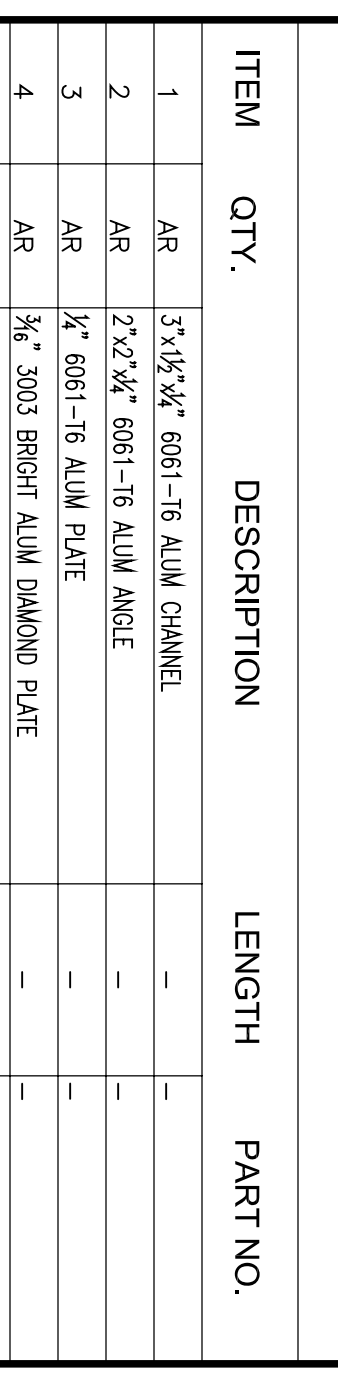 ITEM QTY. DESCRIPTION LENGTH PART NO.
1 AR 3"x1½"x¼" 6061-T6 ALUM CHANNEL - -
2 AR 2"x2"x¼" 6061-T6 ALUM ANGLE - -
3 AR ¼" 6061-T6 ALUM PLATE - -
4 AR 3⁄16" 3003 BRIGHT ALUM DIAMOND PLATE - -